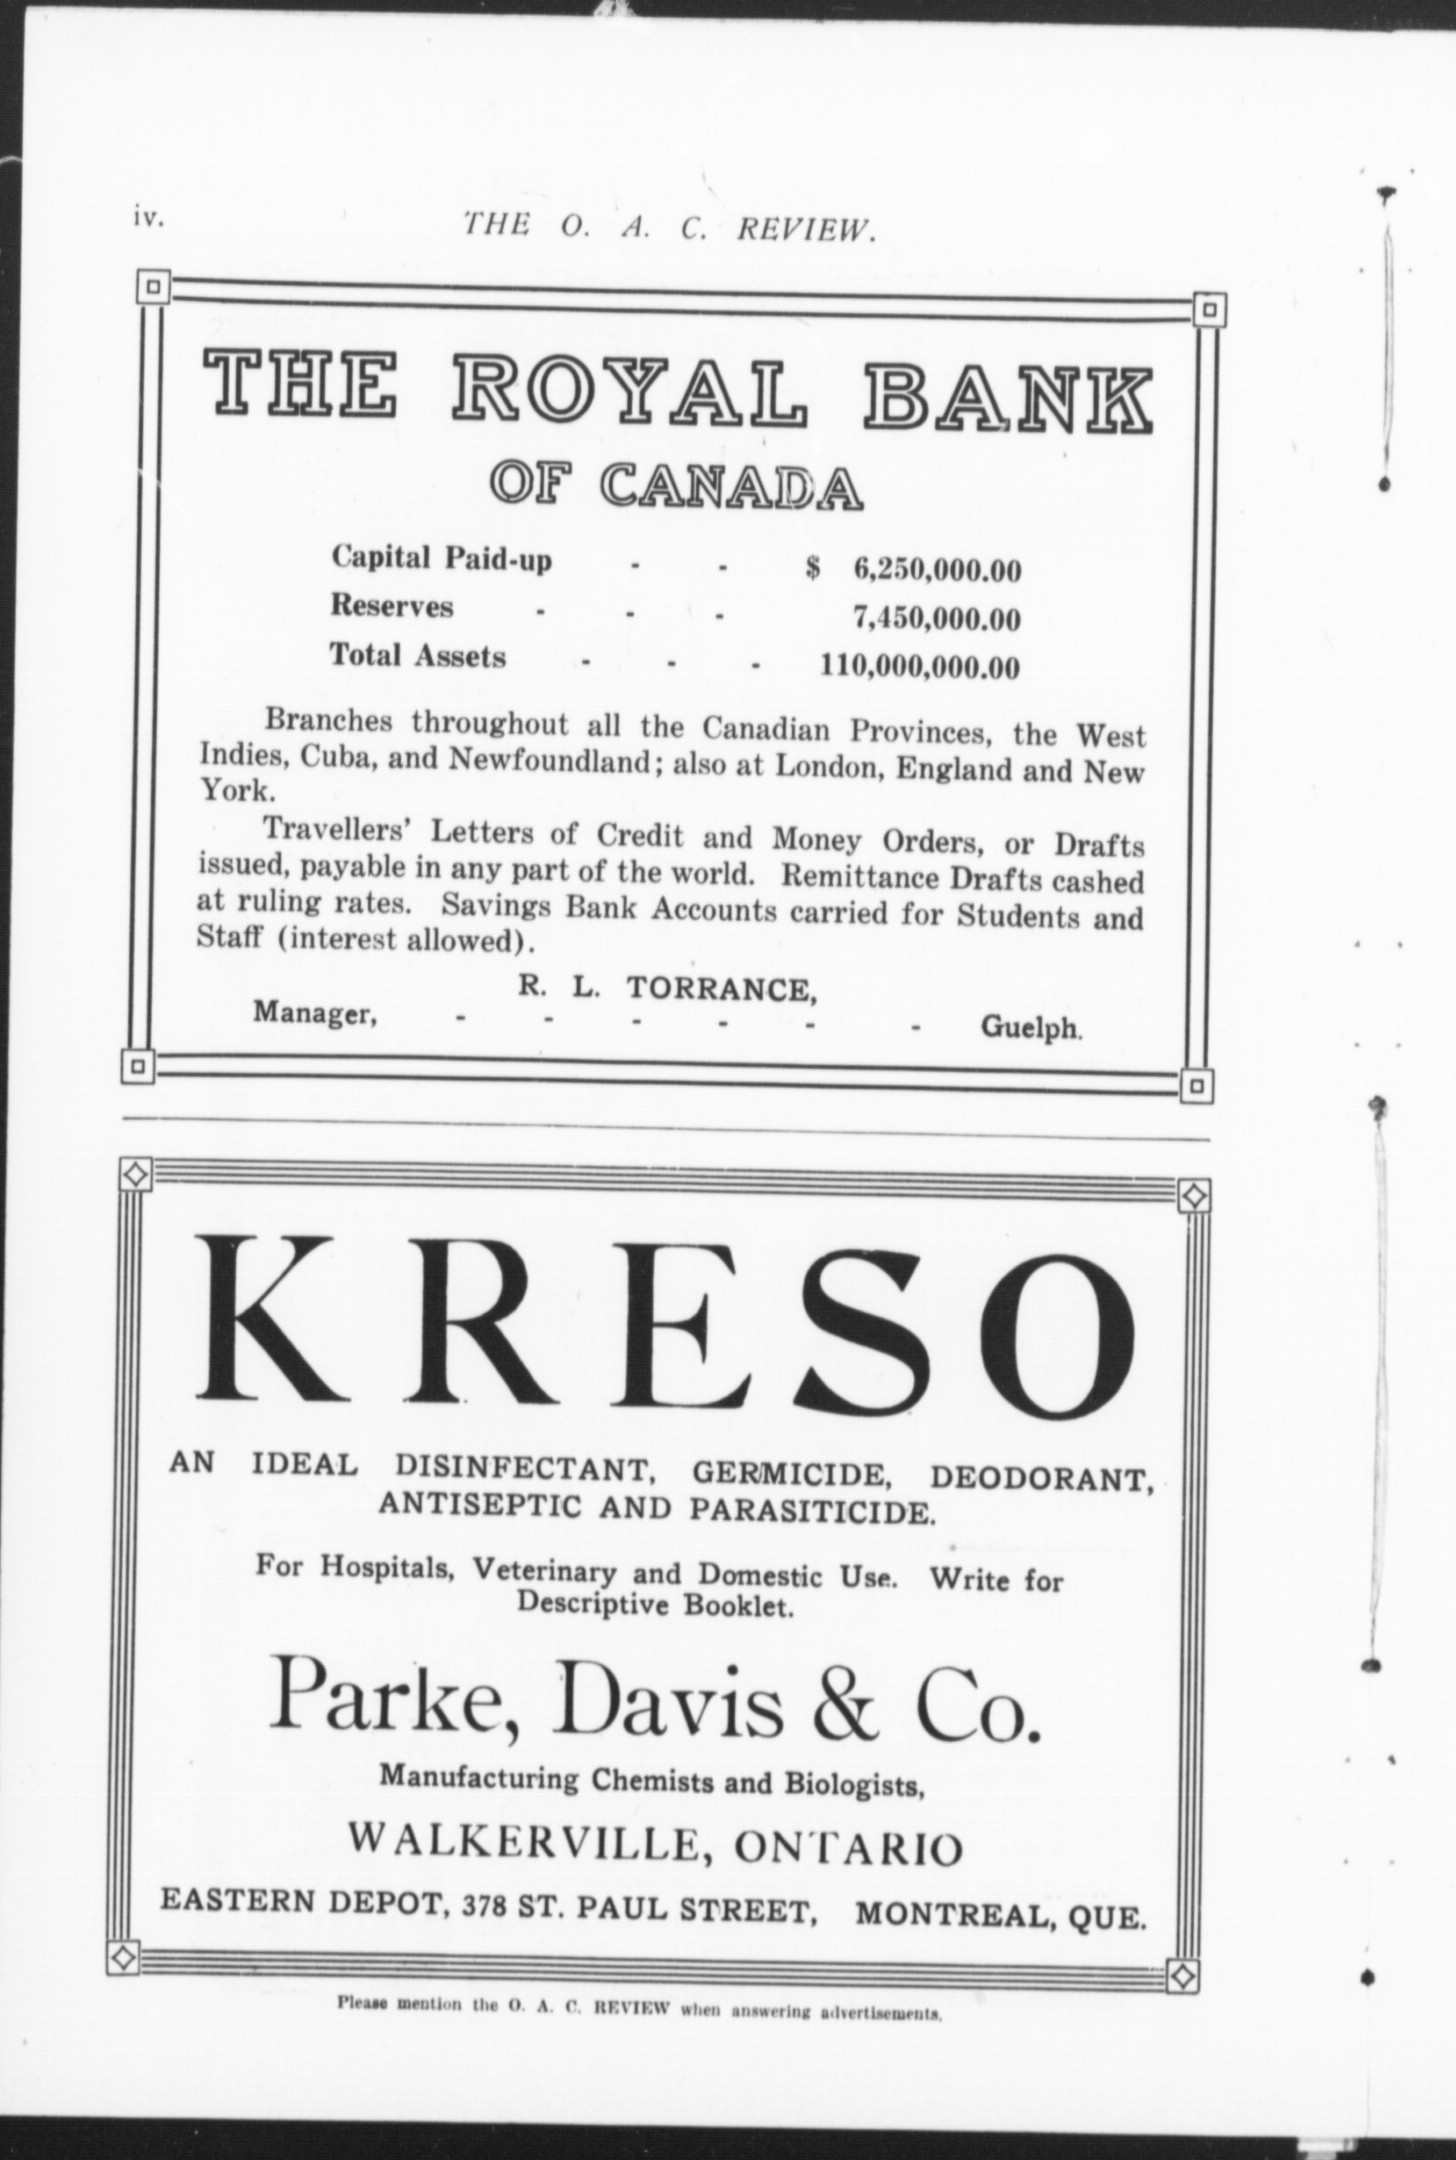 iv.
THE O. A. C. REVIEW.
THE ROYAL BANK
OF CANADA
Capital Paid-up - - $ 6,250,000.00
Reserves - - - 7,450,000.00
Total Assets - - - 110,000,000.00
Branches throughout all the Canadian Provinces, the West
Indies, Cuba, and Newfoundland; also at London, England and New
York.
Travellers' Letters of Credit and Money Orders, or Drafts
issued, payable in any part of the world. Remittance Drafts cashed
at ruling rates. Savings Bank Accounts carried for Students and
Staff (interest allowed).
R. L. TORRANCE,
Manager, - - - - - - Guelph.
KRESO
AN IDEAL DISINFECTANT, GERMICIDE, DEODORANT,
ANTISEPTIC AND PARASITICIDE.
For Hospitals, Veterinary and Domestic Use. Write for
Descriptive Booklet.
Parke, Davis & Co.
Manufacturing Chemists and Biologists,
WALKERVILLE, ONTARIO
EASTERN DEPOT, 378 ST. PAUL STREET, MONTREAL, QUE.
Please mention the O. A. C. REVIEW when answering advertisements.